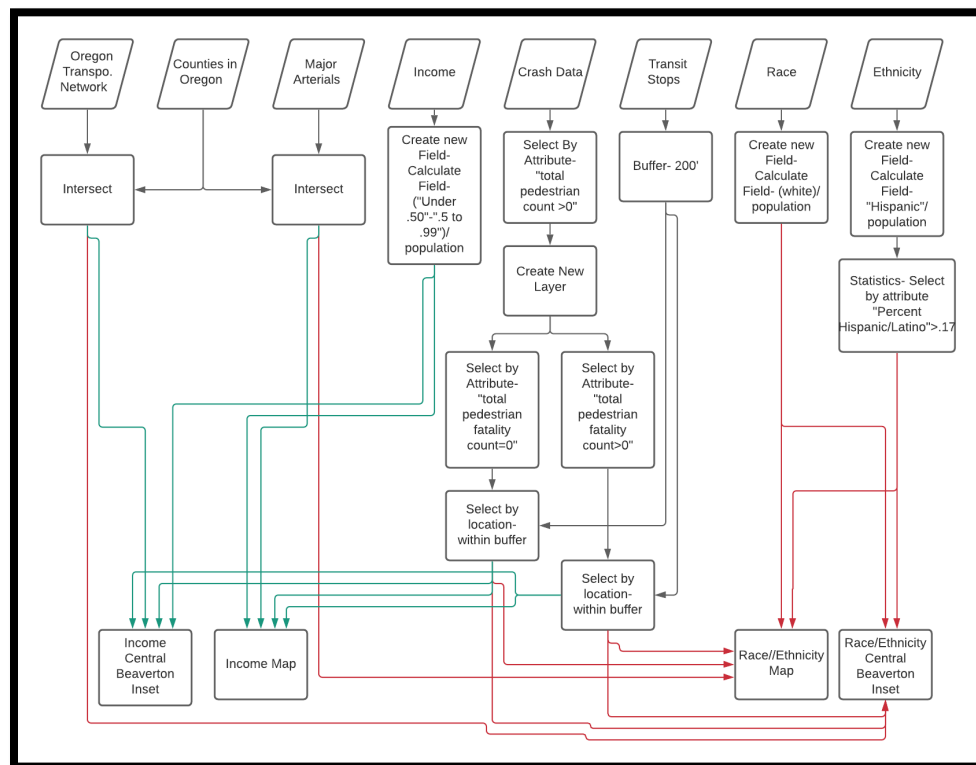 Oregon
Transpo.
Network
Counties in
Oregon
Major
Arterials
Income
Crash Data
Transit
Stops
Race
Ethnicity
Intersect
Intersect
Create new
Field-
Calculate
Field-
("Under
.50"-".5 to
.99")/
population
Select By
Attribute-
"total
pedestrian
count >0"
Buffer- 200'
Create new
Field-
Calculate
Field- (white)/
population
Create new
Field-
Calculate
Field-
"Hispanic"/
population
Create New
Layer
Statistics- Select
by attribute
"Percent
Hispanic/Latino">.17
Select by
Attribute-
"total
pedestrian
fatality
count=0"
Select by
Attribute-
"total
pedestrian
fatality
count>0"
Select by
location-
within buffer
Select by
location-
within buffer
Income
Central
Beaverton
Inset
Income Map
Race//Ethnicity
Map
Race/Ethnicity
Central
Beaverton
Inset